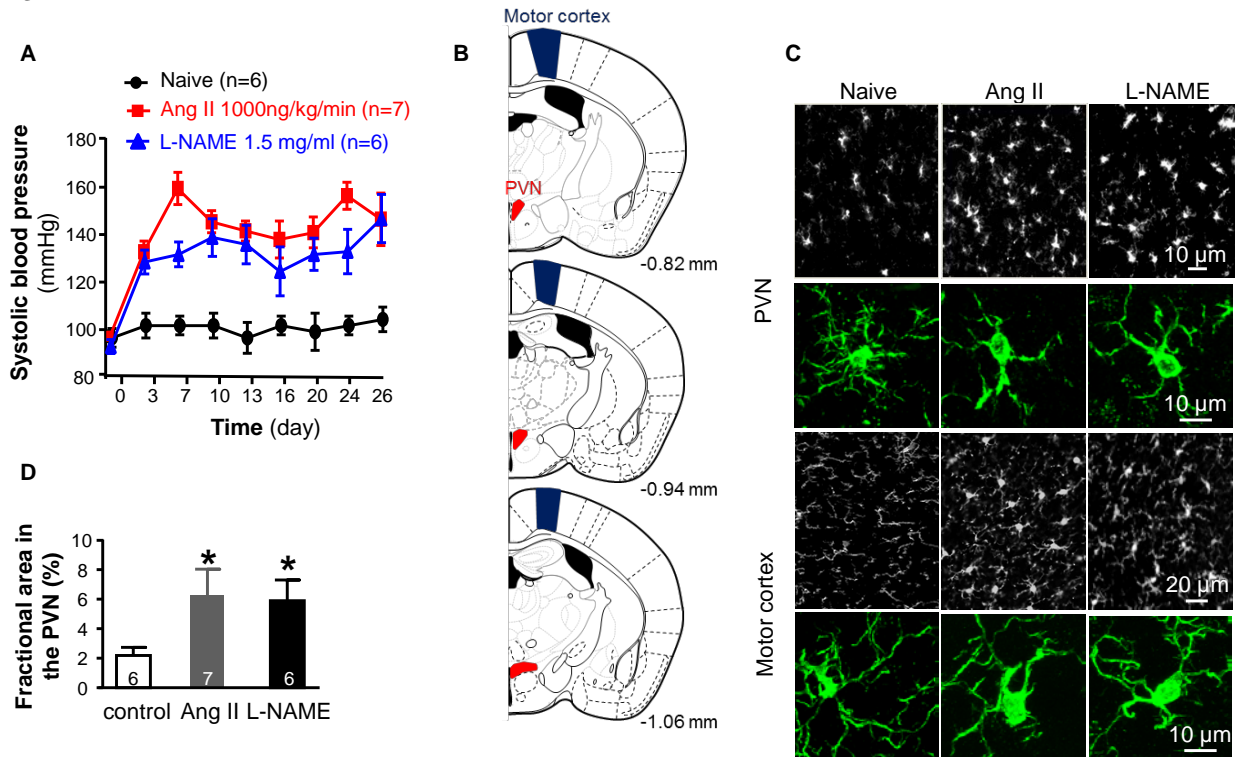 A
Naive (n=6)
Ang II 1000ng/kg/min (n=7)
L-NAME 1.5 mg/ml (n=6)
Systolic blood pressure
(mmHg)
180
160
140
120
100
80
0 3 7 10 13 16 20 24 26
Time (day)
B
Motor cortex
PVN
-0.82 mm
-0.94 mm
-1.06 mm
C
Naive Ang II L-NAME
PVN
10 µm
10 µm
Motor cortex
20 µm
10 µm
D
Fractional area in
the PVN (%)
10
8
6
4
2
0
* *
6 7 6
control Ang II L-NAME